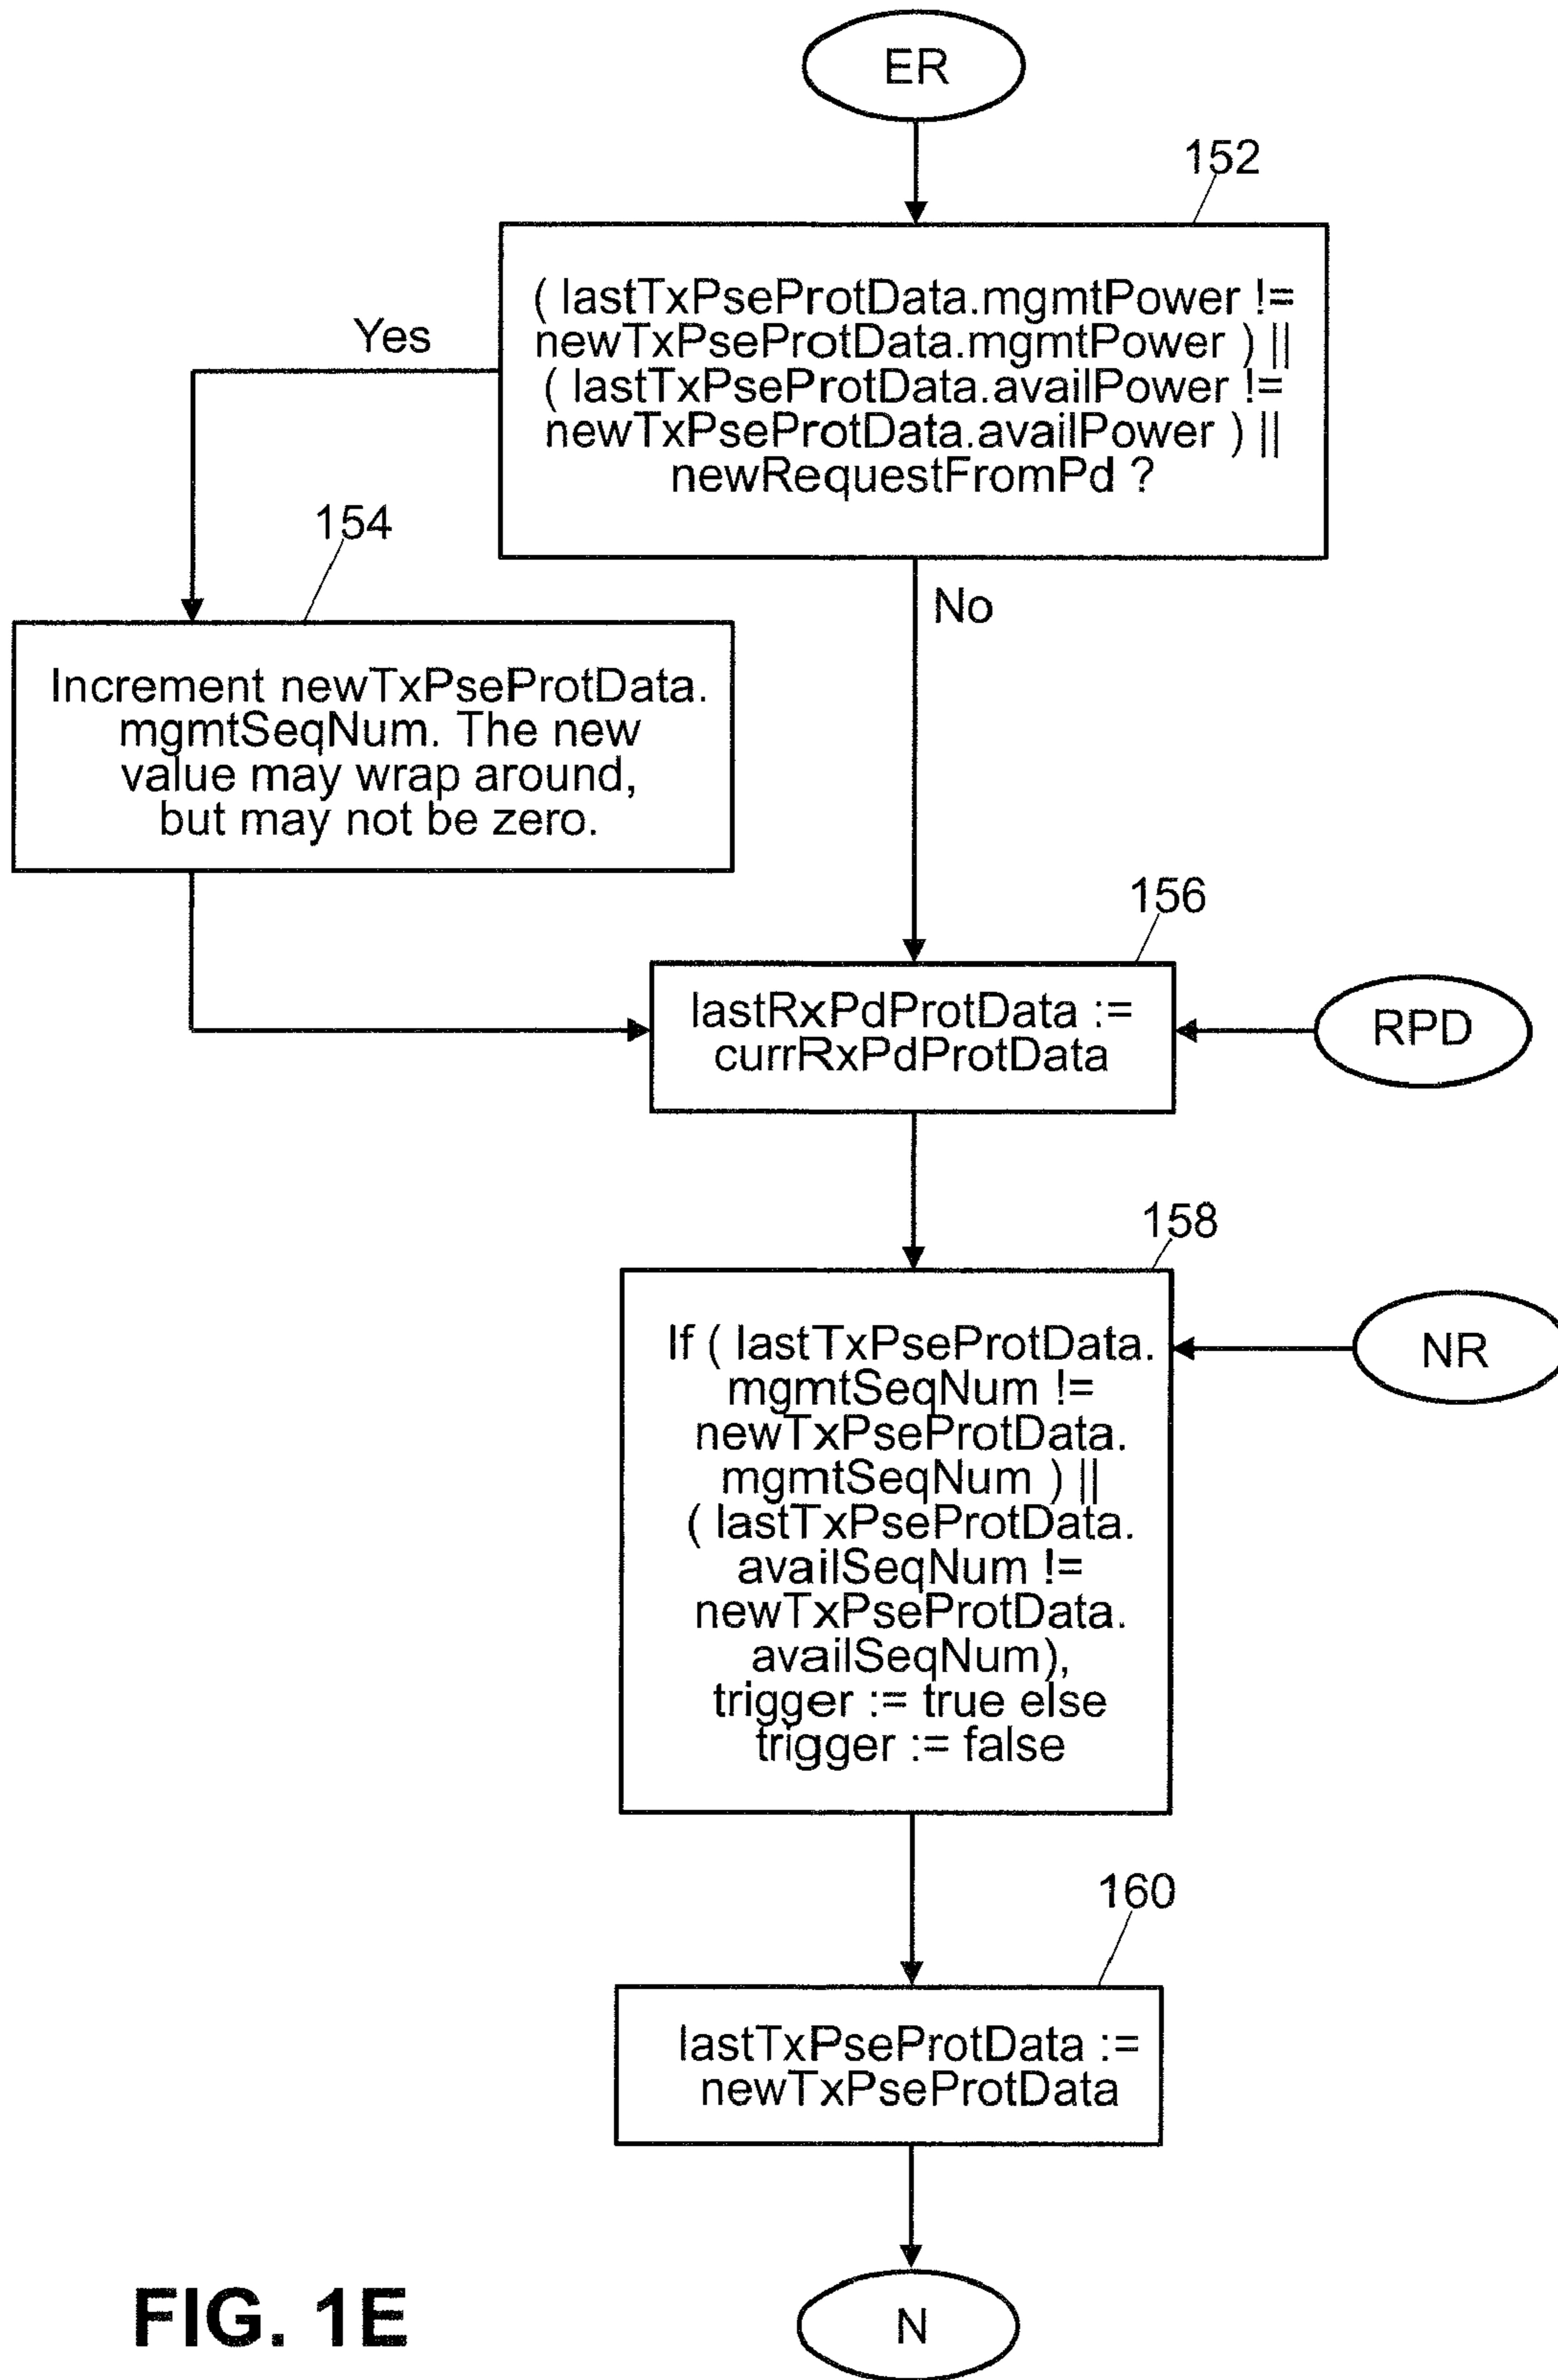 ER
152
( lastTxPseProtData.mgmtPower !=
newTxPseProtData.mgmtPower ) ||
( lastTxPseProtData.availPower !=
newTxPseProtData.availPower ) ||
newRequestFromPd ?
Yes
No
154
Increment newTxPseProtData.
mgmtSeqNum. The new
value may wrap around,
but may not be zero.
156
lastRxPdProtData :=
currRxPdProtData
RPD
158
If ( lastTxPseProtData.
mgmtSeqNum !=
newTxPseProtData.
mgmtSeqNum ) ||
( lastTxPseProtData.
availSeqNum !=
newTxPseProtData.
availSeqNum),
trigger := true else
trigger := false
NR
160
lastTxPseProtData :=
newTxPseProtData
N
FIG. 1E